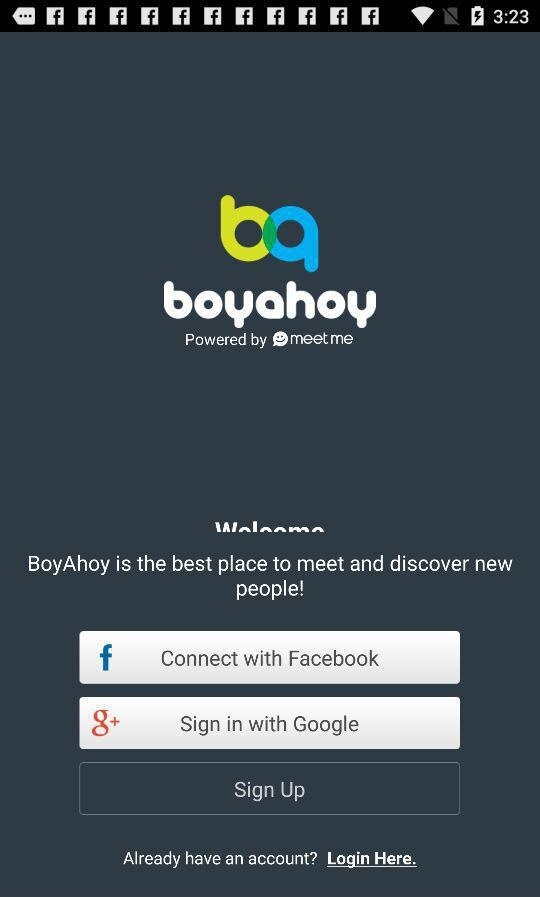 3:23
bq
boyahoy
Powered by meetme
Welcome
BoyAhoy is the best place to meet and discover new
people!
f Connect with Facebook
g+ Sign in with Google
Sign Up
Already have an account? Login Here.